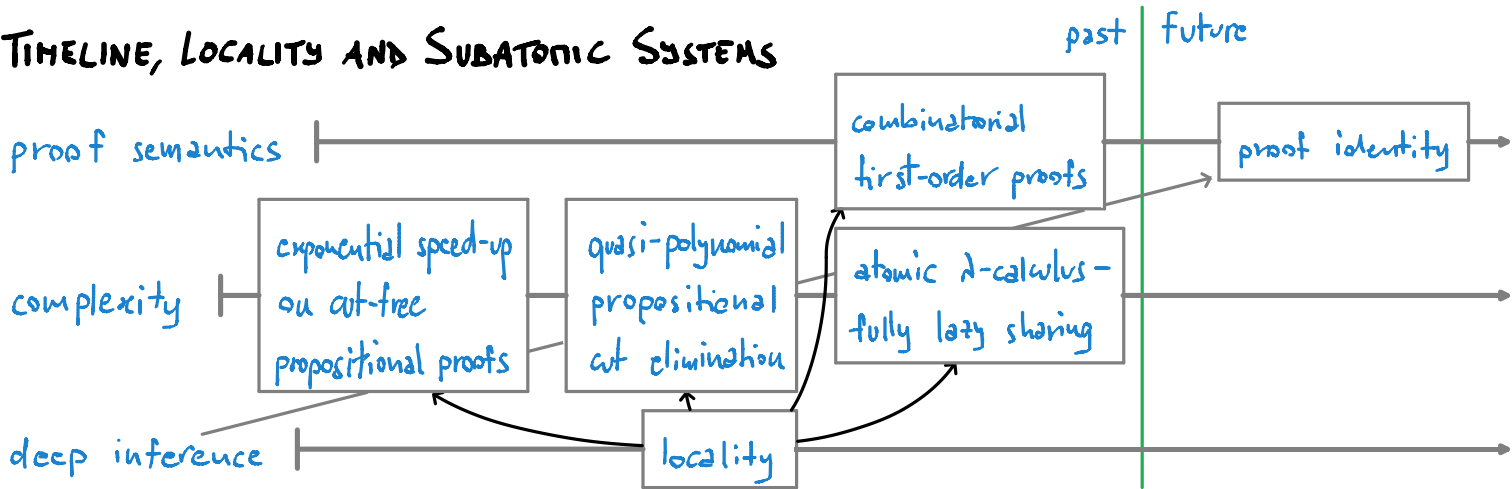 TIMELINE, LOCALITY AND SUBATOMIC SYSTEMS
past future
proof semantics
combinatorial
first-order proofs
proof identity
complexity
exponential speed-up
on cut-free
propositional proofs
quasi-polynomial
propositional
cut elimination
atomic λ-calculus –
fully lazy sharing
deep inference
locality